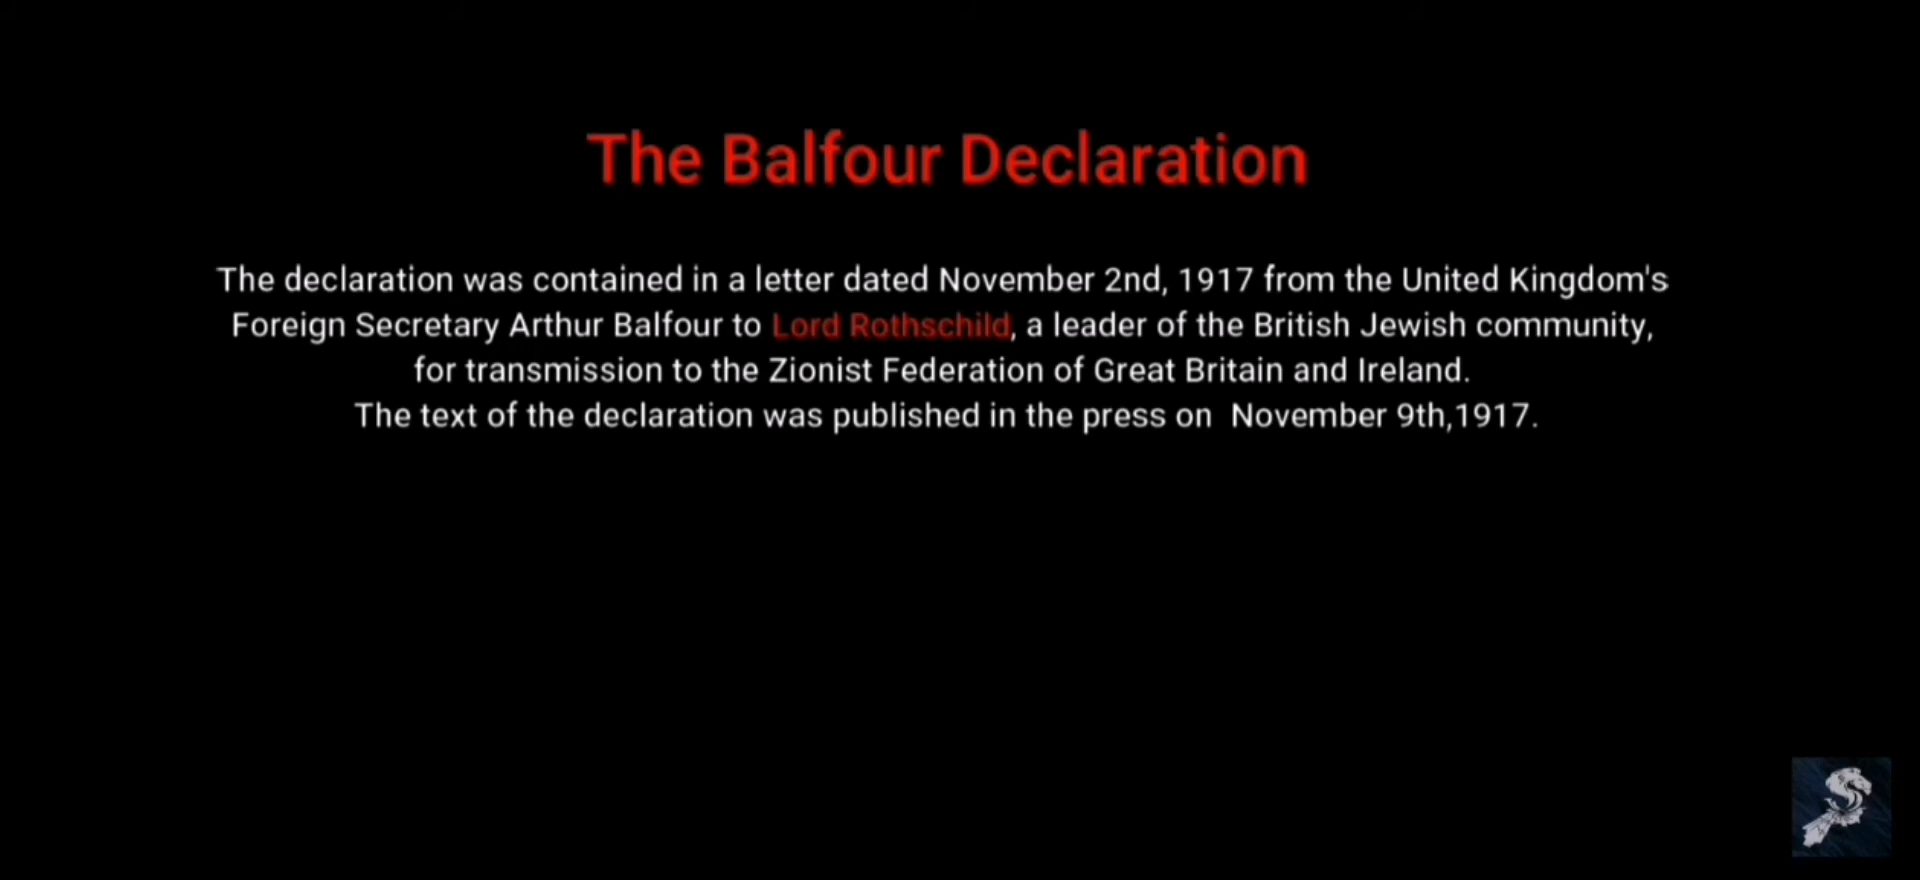 The Balfour Declaration
The declaration was contained in a letter dated November 2nd, 1917 from the United Kingdom's
Foreign Secretary Arthur Balfour to Lord Rothschild, a leader of the British Jewish community,
for transmission to the Zionist Federation of Great Britain and Ireland.
The text of the declaration was published in the press on  November 9th,1917.